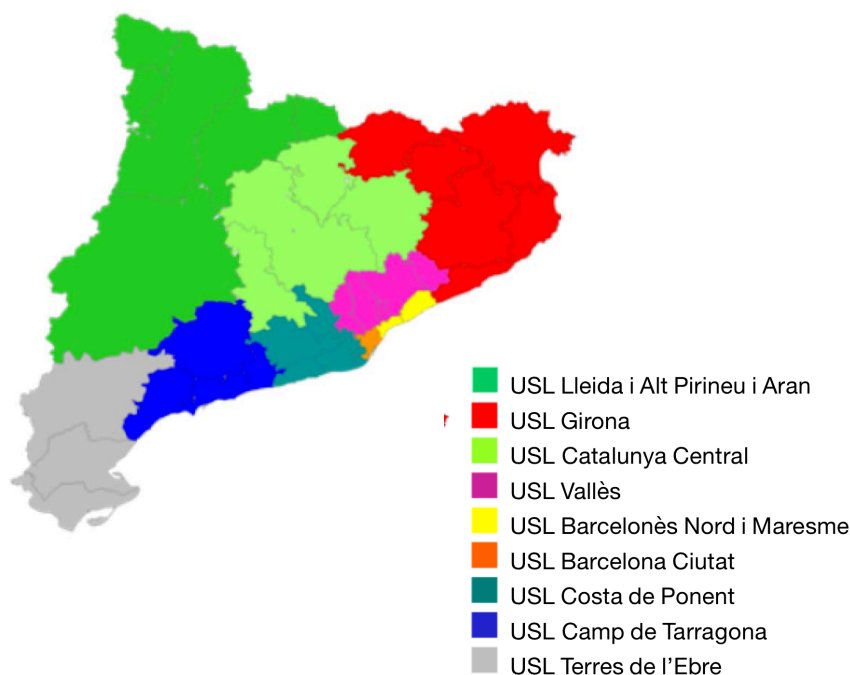 USL Lleida i Alt Pirineu i Aran
USL Girona
USL Catalunya Central
USL Vallès
USL Barcelonès Nord i Maresme
USL Barcelona Ciutat
USL Costa de Ponent
USL Camp de Tarragona
USL Terres de l’Ebre